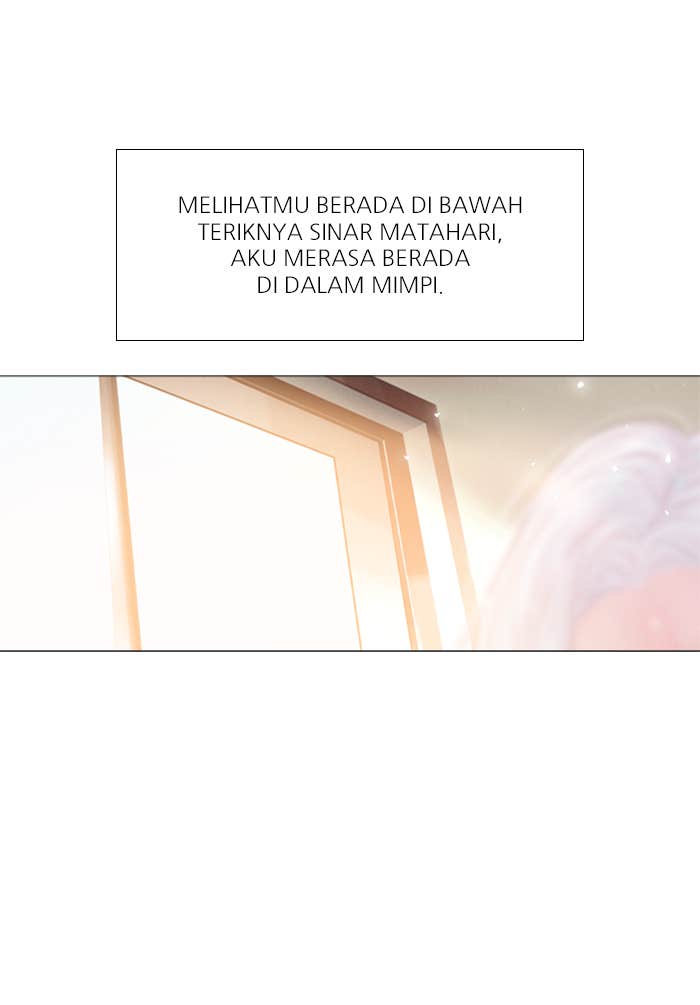 MELIHATMU BERADA DI BAWAH
TERIKNYA SINAR MATAHARI,
AKU MERASA BERADA
DI DALAM MIMPI.